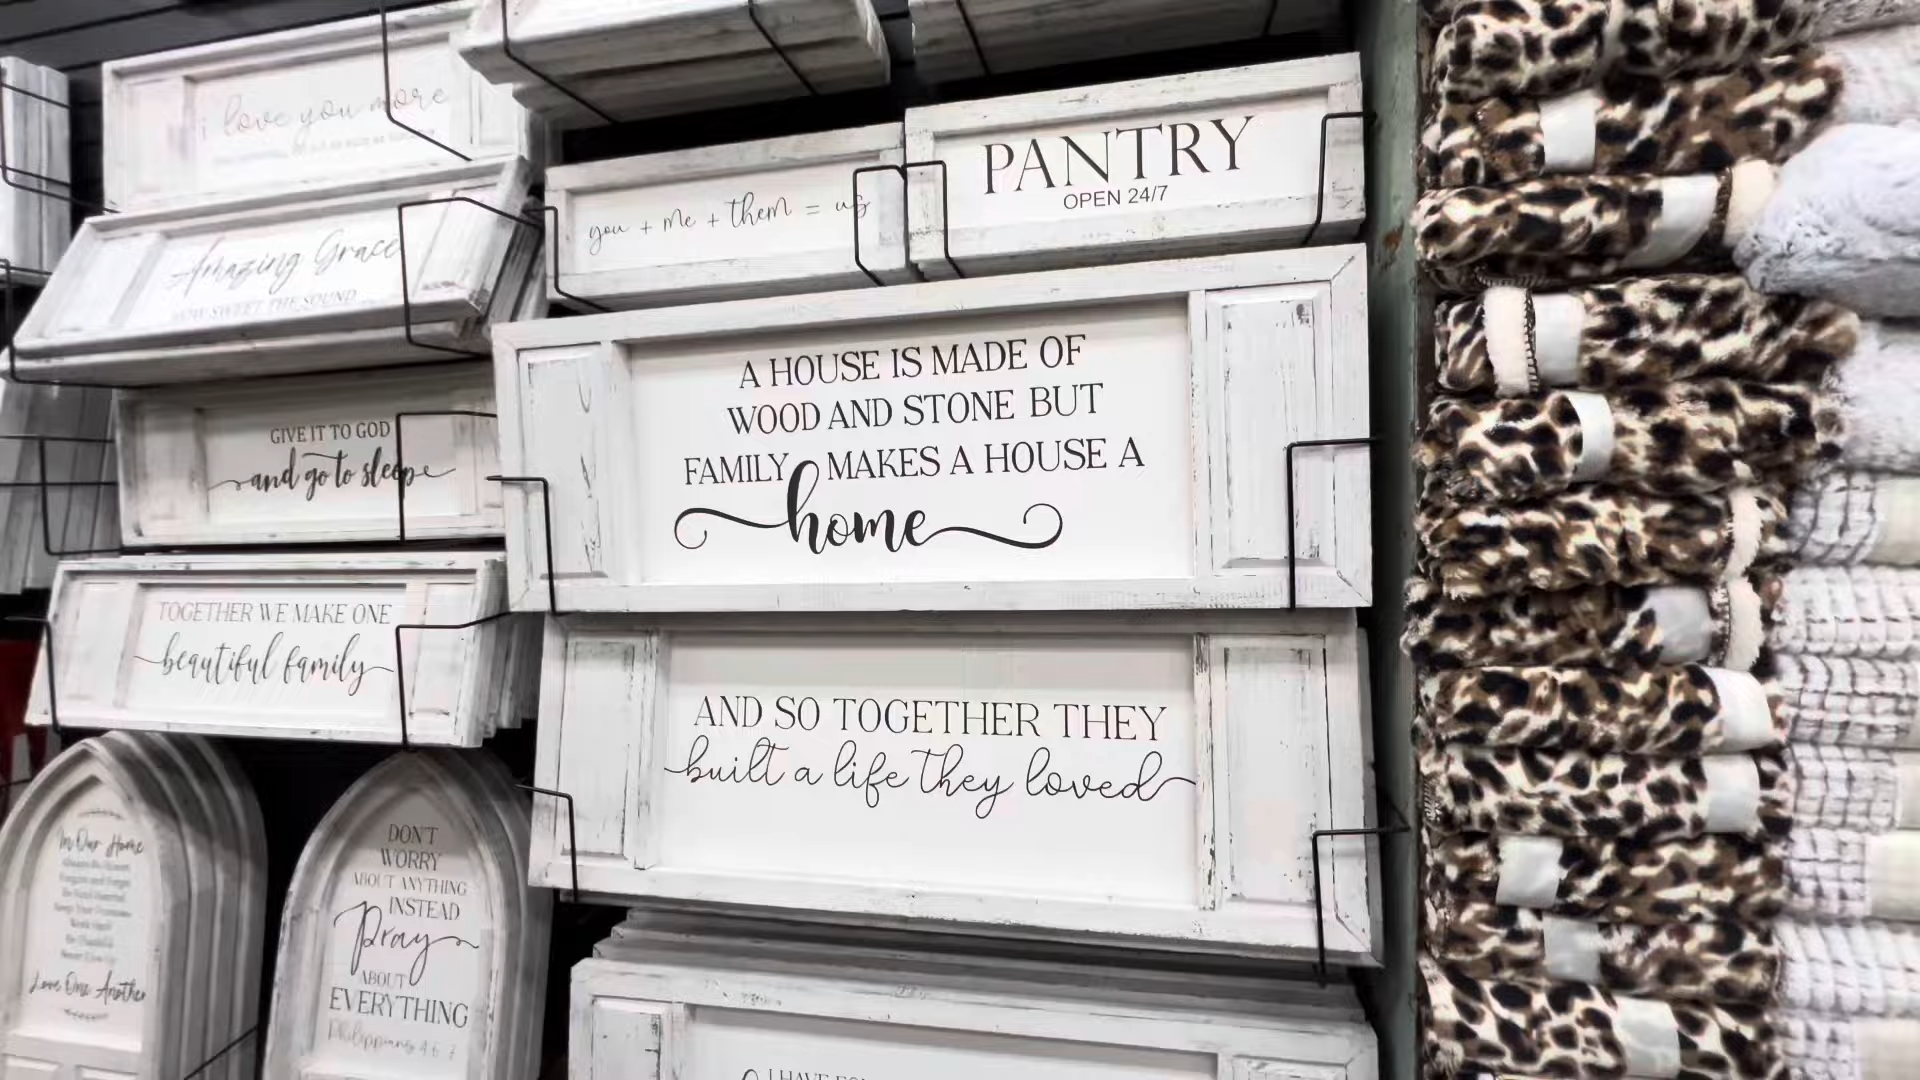 i love you more
Amazing Grace
HOW SWEET THE SOUND
GIVE IT TO GOD
and go to sleep
TOGETHER WE MAKE ONE
beautiful family
In Our Home
Love One Another
DON'T
WORRY
ABOUT ANYTHING
INSTEAD
Pray
ABOUT
EVERYTHING
Philippians 4:6-7
you + me + them = us
PANTRY
OPEN 24/7
A HOUSE IS MADE OF
WOOD AND STONE BUT
FAMILY MAKES A HOUSE A
home
AND SO TOGETHER THEY
built a life they loved
I HAVE